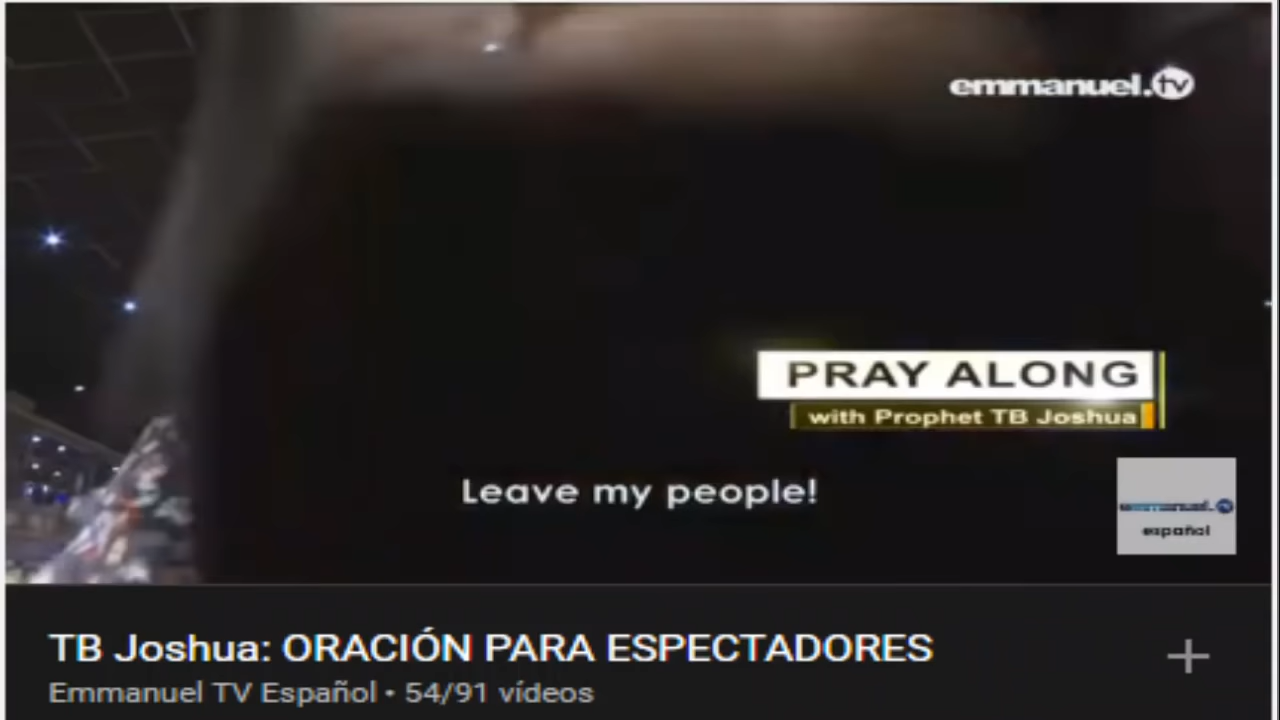 emmanuel.tv
PRAY ALONG
with Prophet TB Joshua
Leave my people!
emmanuel.tv
español
TB Joshua: ORACIÓN PARA ESPECTADORES
Emmanuel TV Español • 54/91 vídeos